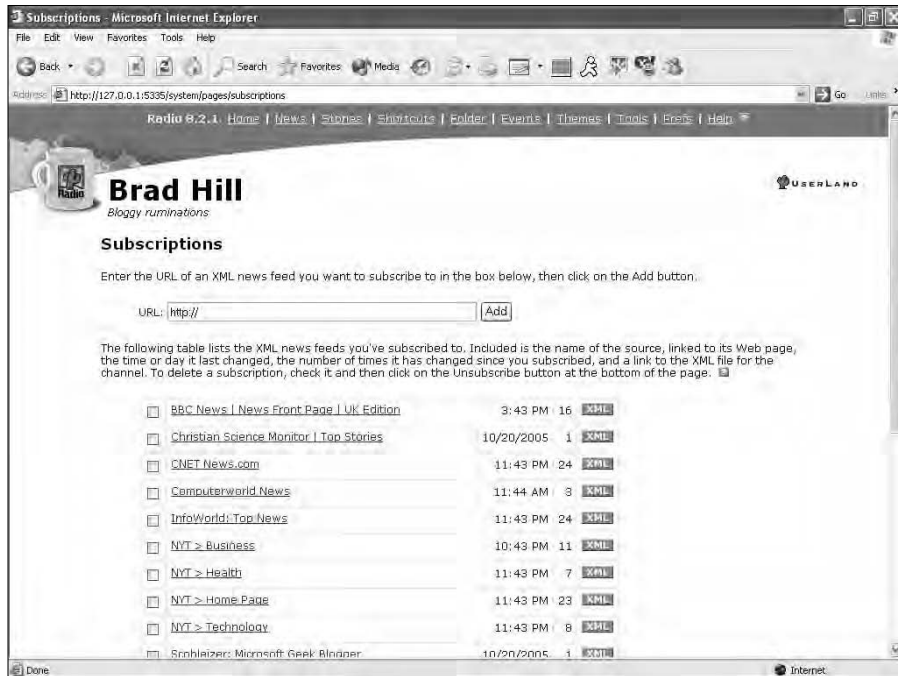 Subscriptions - Microsoft Internet Explorer
File Edit View Favorites Tools Help
Back Search Favorites Media
Address http://127.0.0.1:5335/system/pages/subscriptions Go Links
Radio 8.2.1: Home | News | Stories | Shortcuts | Folder | Events | Themes | Tools | Prefs | Help
Radio
Brad Hill
USERLAND
Bloggy ruminations
Subscriptions
Enter the URL of an XML news feed you want to subscribe to in the box below, then click on the Add button.
URL: http:// Add
The following table lists the XML news feeds you've subscribed to. Included is the name of the source, linked to its Web page,
the time or day it last changed, the number of times it has changed since you subscribed, and a link to the XML file for the
channel. To delete a subscription, check it and then click on the Unsubscribe button at the bottom of the page.
BBC News | News Front Page | UK Edition 3:43 PM 16 XML
Christian Science Monitor | Top Stories 10/20/2005 1 XML
CNET News.com 11:43 PM 24 XML
Computerworld News 11:44 AM 3 XML
InfoWorld: Top News 11:43 PM 24 XML
NYT > Business 10:43 PM 11 XML
NYT > Health 11:43 PM 7 XML
NYT > Home Page 11:43 PM 23 XML
NYT > Technology 11:43 PM 8 XML
Scobleizer: Microsoft Geek Blogger 10/20/2005 1 XML
Done Internet